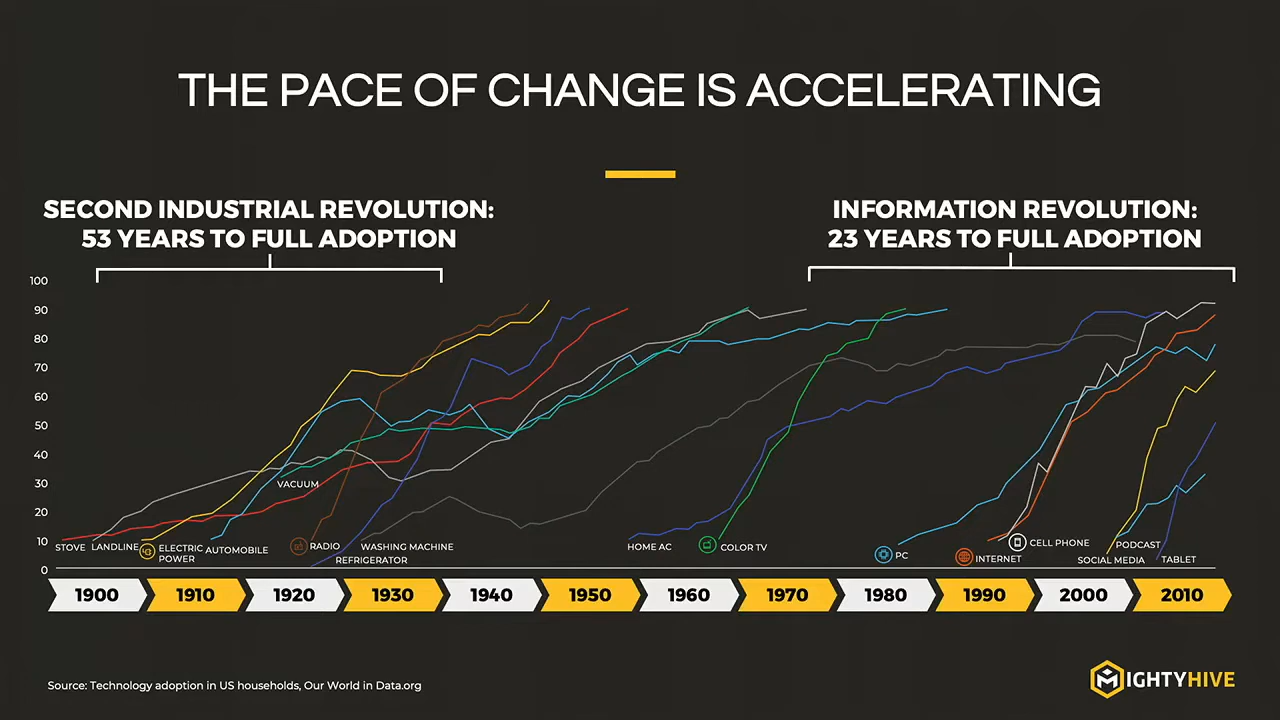 THE PACE OF CHANGE IS ACCELERATING
SECOND INDUSTRIAL REVOLUTION:
53 YEARS TO FULL ADOPTION
INFORMATION REVOLUTION:
23 YEARS TO FULL ADOPTION
100
90
80
70
60
50
40
30
20
10
0
VACUUM
STOVE
LANDLINE
ELECTRIC
POWER
AUTOMOBILE
RADIO
REFRIGERATOR
WASHING MACHINE
HOME AC
COLOR TV
PC
INTERNET
CELL PHONE
SOCIAL MEDIA
PODCAST
TABLET
1900 1910 1920 1930 1940 1950 1960 1970 1980 1990 2000 2010
Source: Technology adoption in US households, Our World in Data.org
MIGHTYHIVE